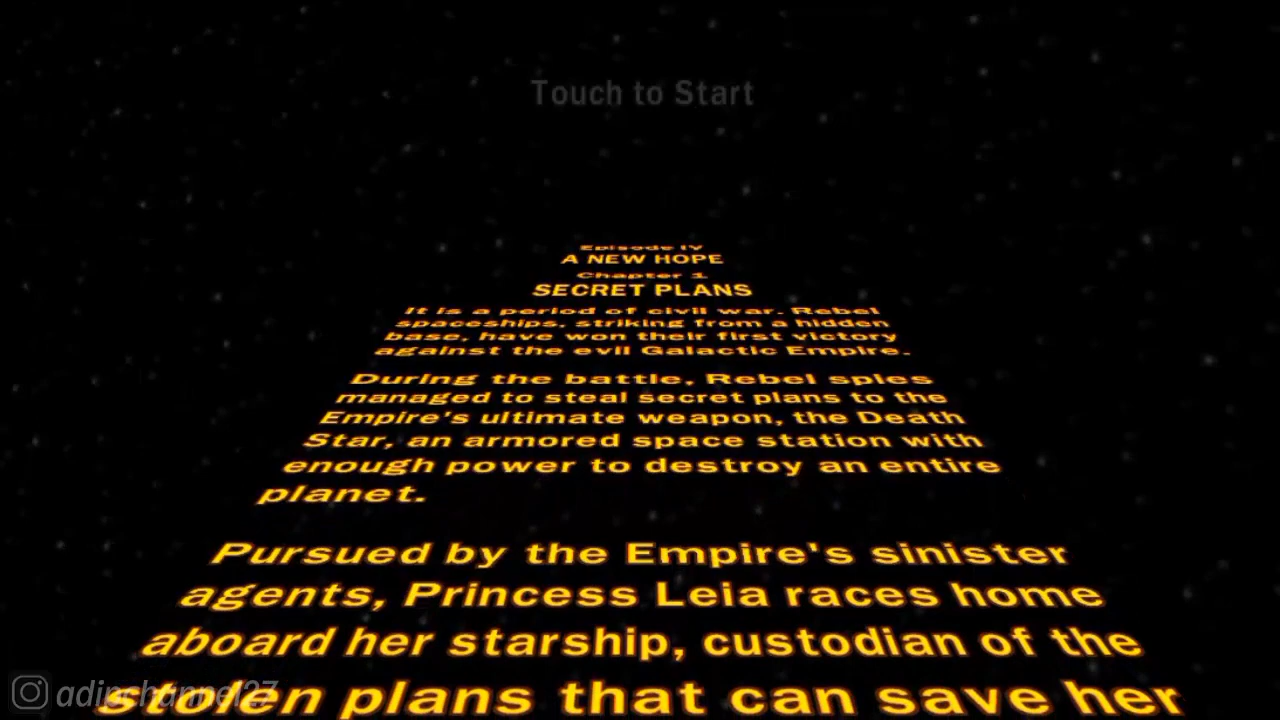 Touch to Start
Episode IV
A NEW HOPE
Chapter 1
SECRET PLANS
It is a period of civil war. Rebel
spaceships, striking from a hidden
base, have won their first victory
against the evil Galactic Empire.
During the battle, Rebel spies
managed to steal secret plans to the
Empire's ultimate weapon, the Death
Star, an armored space station with
enough power to destroy an entire
planet.
Pursued by the Empire's sinister
agents, Princess Leia races home
aboard her starship, custodian of the
stolen plans that can save her
adipchannel27